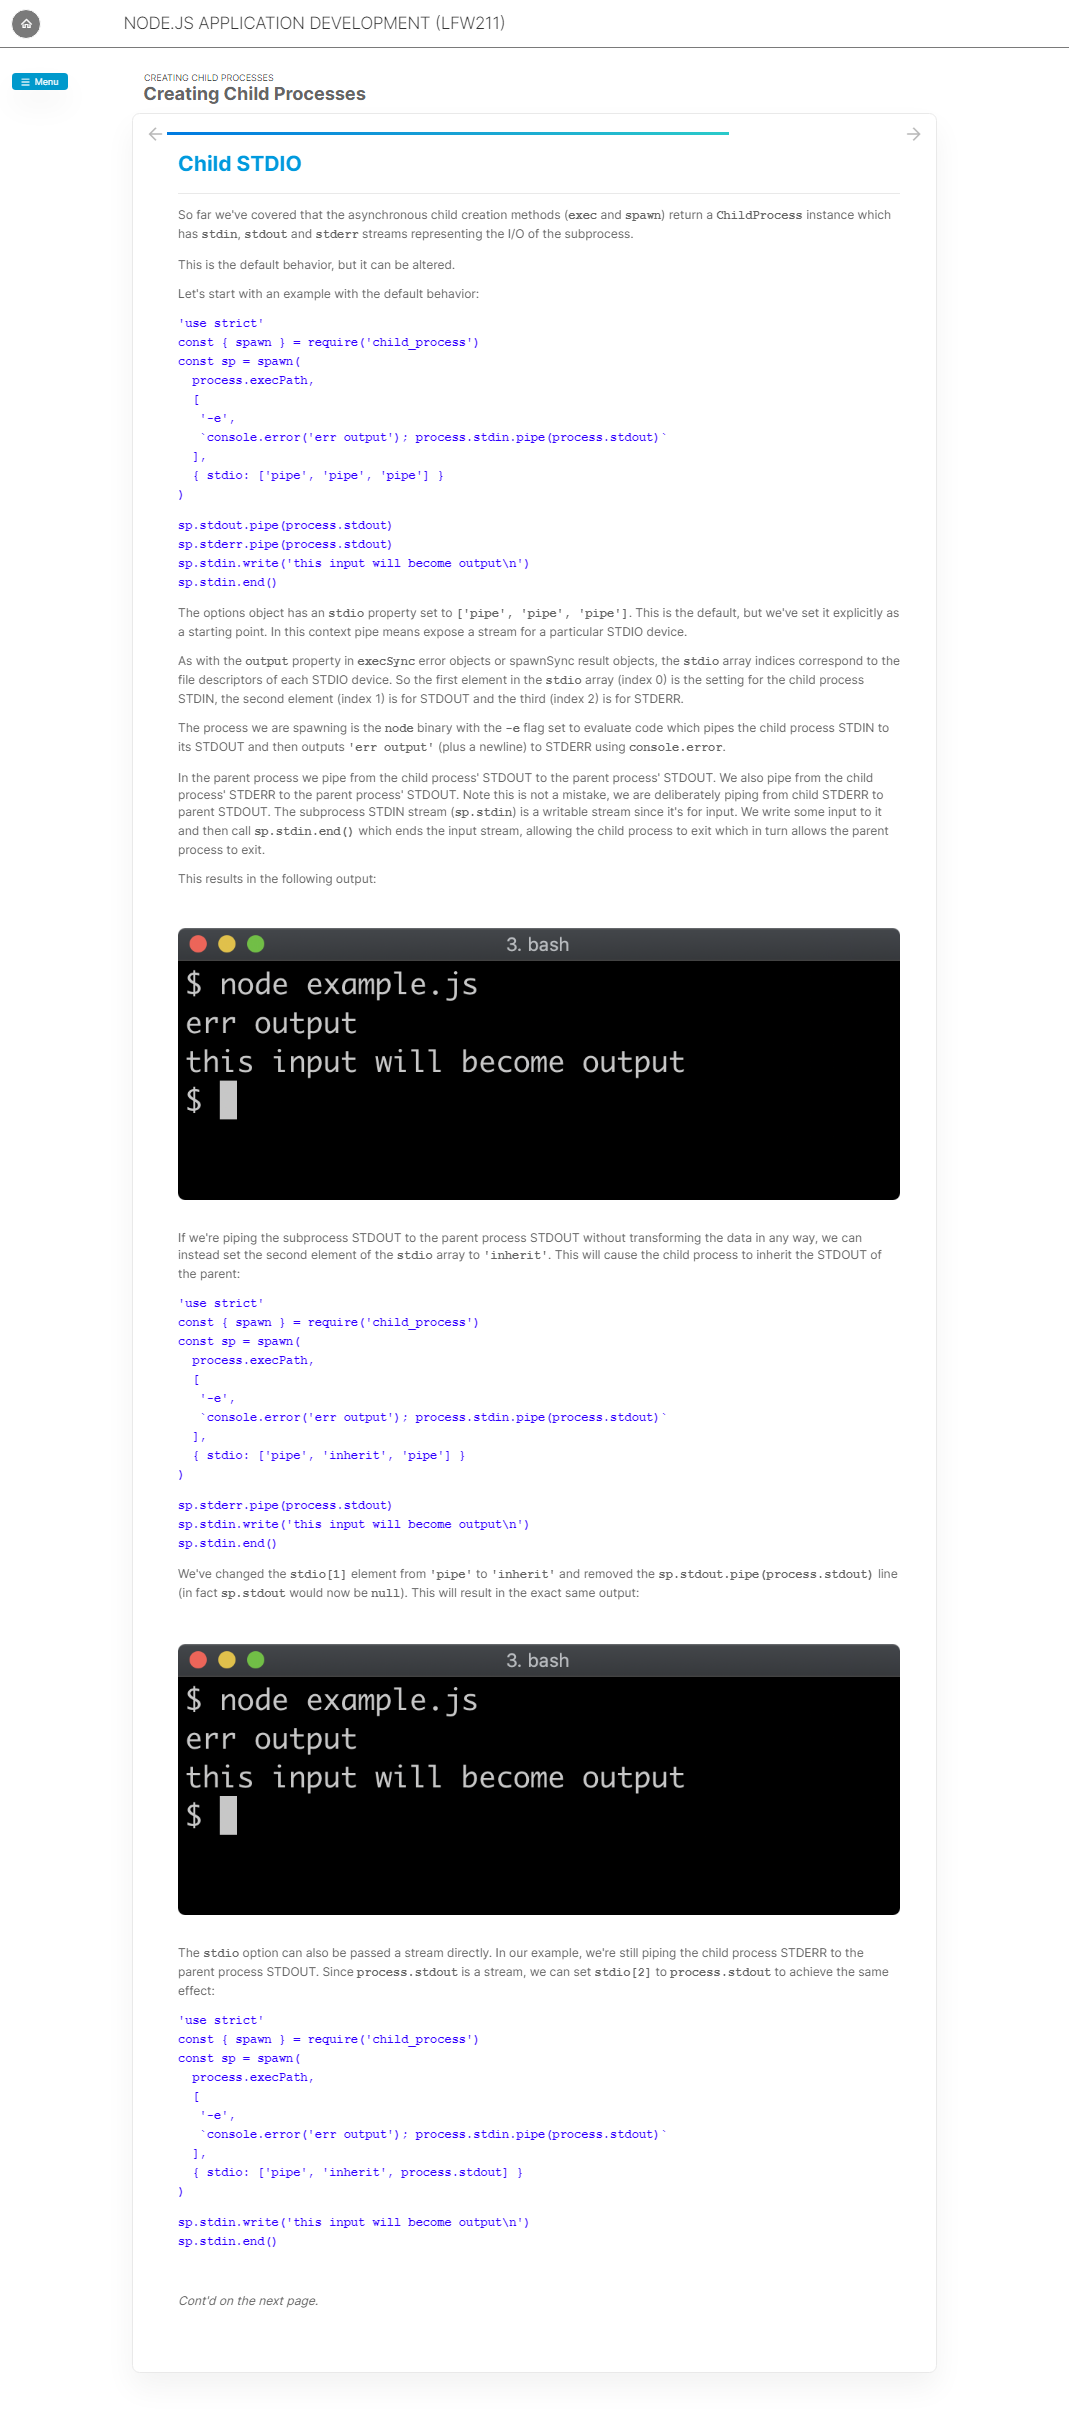 NODE.JS APPLICATION DEVELOPMENT (LFW211)
Menu
CREATING CHILD PROCESSES
Creating Child Processes
Child STDIO
So far we've covered that the asynchronous child creation methods (exec and spawn) return a ChildProcess instance which
has stdin, stdout and stderr streams representing the I/O of the subprocess.
This is the default behavior, but it can be altered.
Let's start with an example with the default behavior:
'use strict'
const { spawn } = require('child_process')
const sp = spawn(
  process.execPath,
  [
   '-e',
   `console.error('err output'); process.stdin.pipe(process.stdout)`
  ],
  { stdio: ['pipe', 'pipe', 'pipe'] }
)
sp.stdout.pipe(process.stdout)
sp.stderr.pipe(process.stdout)
sp.stdin.write('this input will become output\n')
sp.stdin.end()
The options object has an stdio property set to ['pipe', 'pipe', 'pipe']. This is the default, but we've set it explicitly as
a starting point. In this context pipe means expose a stream for a particular STDIO device.
As with the output property in execSync error objects or spawnSync result objects, the stdio array indices correspond to the
file descriptors of each STDIO device. So the first element in the stdio array (index 0) is the setting for the child process
STDIN, the second element (index 1) is for STDOUT and the third (index 2) is for STDERR.
The process we are spawning is the node binary with the -e flag set to evaluate code which pipes the child process STDIN to
its STDOUT and then outputs 'err output' (plus a newline) to STDERR using console.error.
In the parent process we pipe from the child process' STDOUT to the parent process' STDOUT. We also pipe from the child
process' STDERR to the parent process' STDOUT. Note this is not a mistake, we are deliberately piping from child STDERR to
parent STDOUT. The subprocess STDIN stream (sp.stdin) is a writable stream since it's for input. We write some input to it
and then call sp.stdin.end() which ends the input stream, allowing the child process to exit which in turn allows the parent
process to exit.
This results in the following output:
3. bash
$ node example.js
err output
this input will become output
$
If we're piping the subprocess STDOUT to the parent process STDOUT without transforming the data in any way, we can
instead set the second element of the stdio array to 'inherit'. This will cause the child process to inherit the STDOUT of
the parent:
'use strict'
const { spawn } = require('child_process')
const sp = spawn(
  process.execPath,
  [
   '-e',
   `console.error('err output'); process.stdin.pipe(process.stdout)`
  ],
  { stdio: ['pipe', 'inherit', 'pipe'] }
)
sp.stderr.pipe(process.stdout)
sp.stdin.write('this input will become output\n')
sp.stdin.end()
We've changed the stdio[1] element from 'pipe' to 'inherit' and removed the sp.stdout.pipe(process.stdout) line
(in fact sp.stdout would now be null). This will result in the exact same output:
3. bash
$ node example.js
err output
this input will become output
$
The stdio option can also be passed a stream directly. In our example, we're still piping the child process STDERR to the
parent process STDOUT. Since process.stdout is a stream, we can set stdio[2] to process.stdout to achieve the same
effect:
'use strict'
const { spawn } = require('child_process')
const sp = spawn(
  process.execPath,
  [
   '-e',
   `console.error('err output'); process.stdin.pipe(process.stdout)`
  ],
  { stdio: ['pipe', 'inherit', process.stdout] }
)
sp.stdin.write('this input will become output\n')
sp.stdin.end()
Cont'd on the next page.